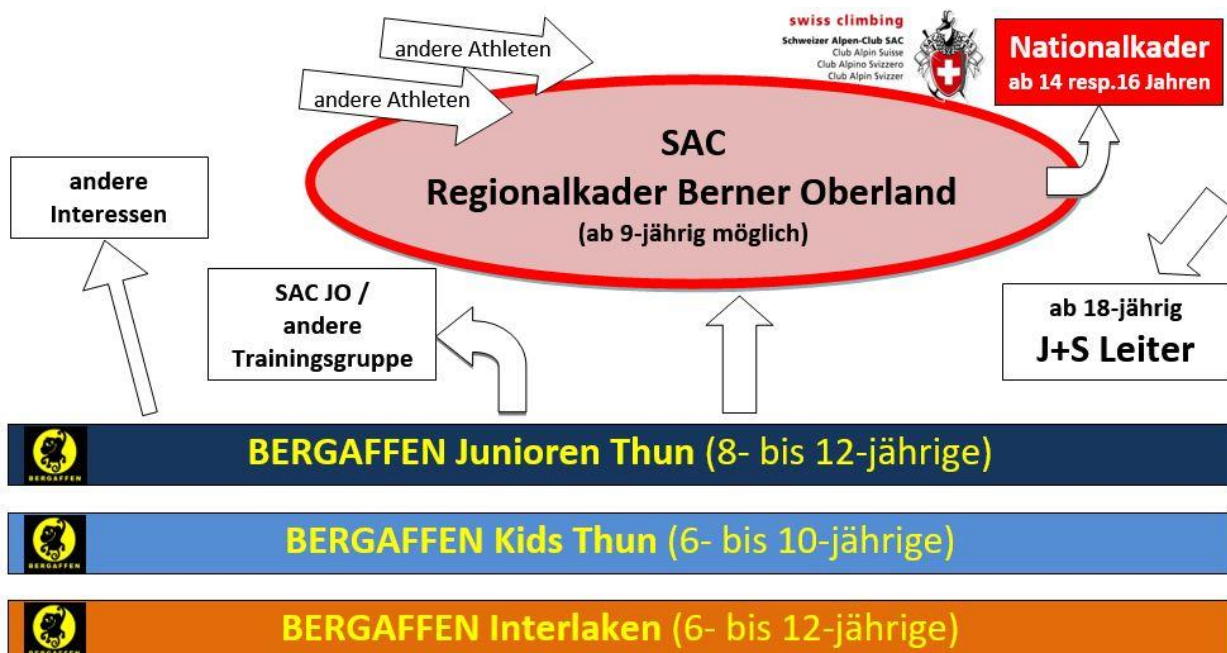 swiss climbing
Schweizer Alpen-Club SAC
Club Alpin Suisse
Club Alpino Svizzero
Club Alpin Svizzer
Nationalkader
ab 14 resp.16 Jahren
andere Athleten
andere Athleten
SAC
Regionalkader Berner Oberland
(ab 9-jährig möglich)
andere
Interessen
SAC JO /
andere
Trainingsgruppe
ab 18-jährig
J+S Leiter
BERGAFFEN
BERGAFFEN Junioren Thun (8- bis 12-jährige)
BERGAFFEN
BERGAFFEN Kids Thun (6- bis 10-jährige)
BERGAFFEN
BERGAFFEN Interlaken (6- bis 12-jährige)